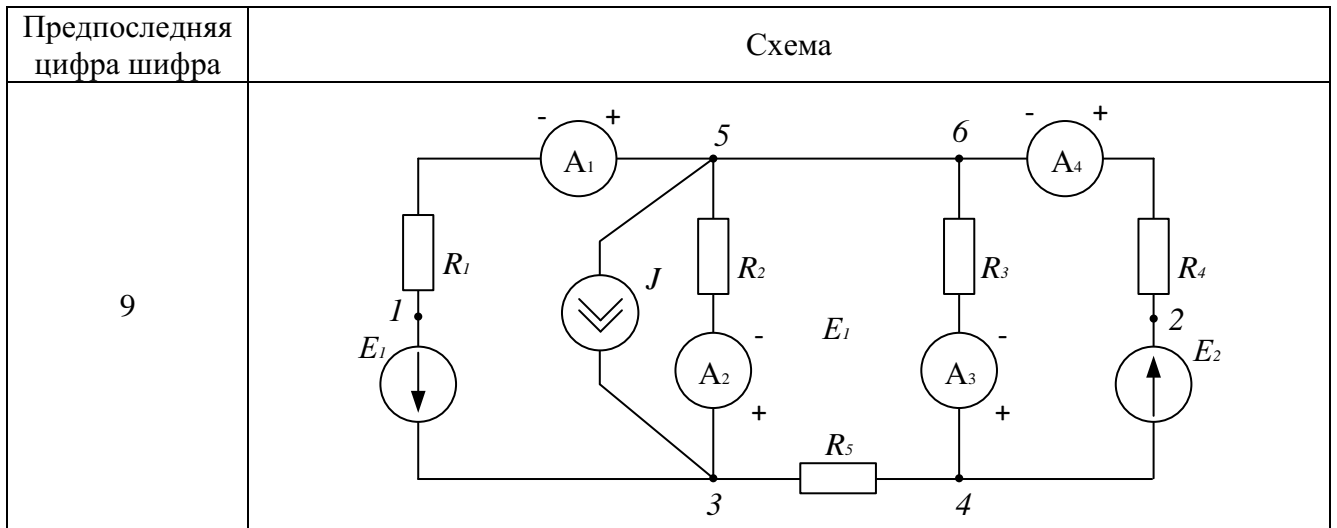 Предпоследняя
цифра шифра
Схема
9
- + 5 6 - +
A1 A4
R1 J R2 R3 R4
1 2
E1 - E1 - E2
A2 A3
+ +
R5
3 4